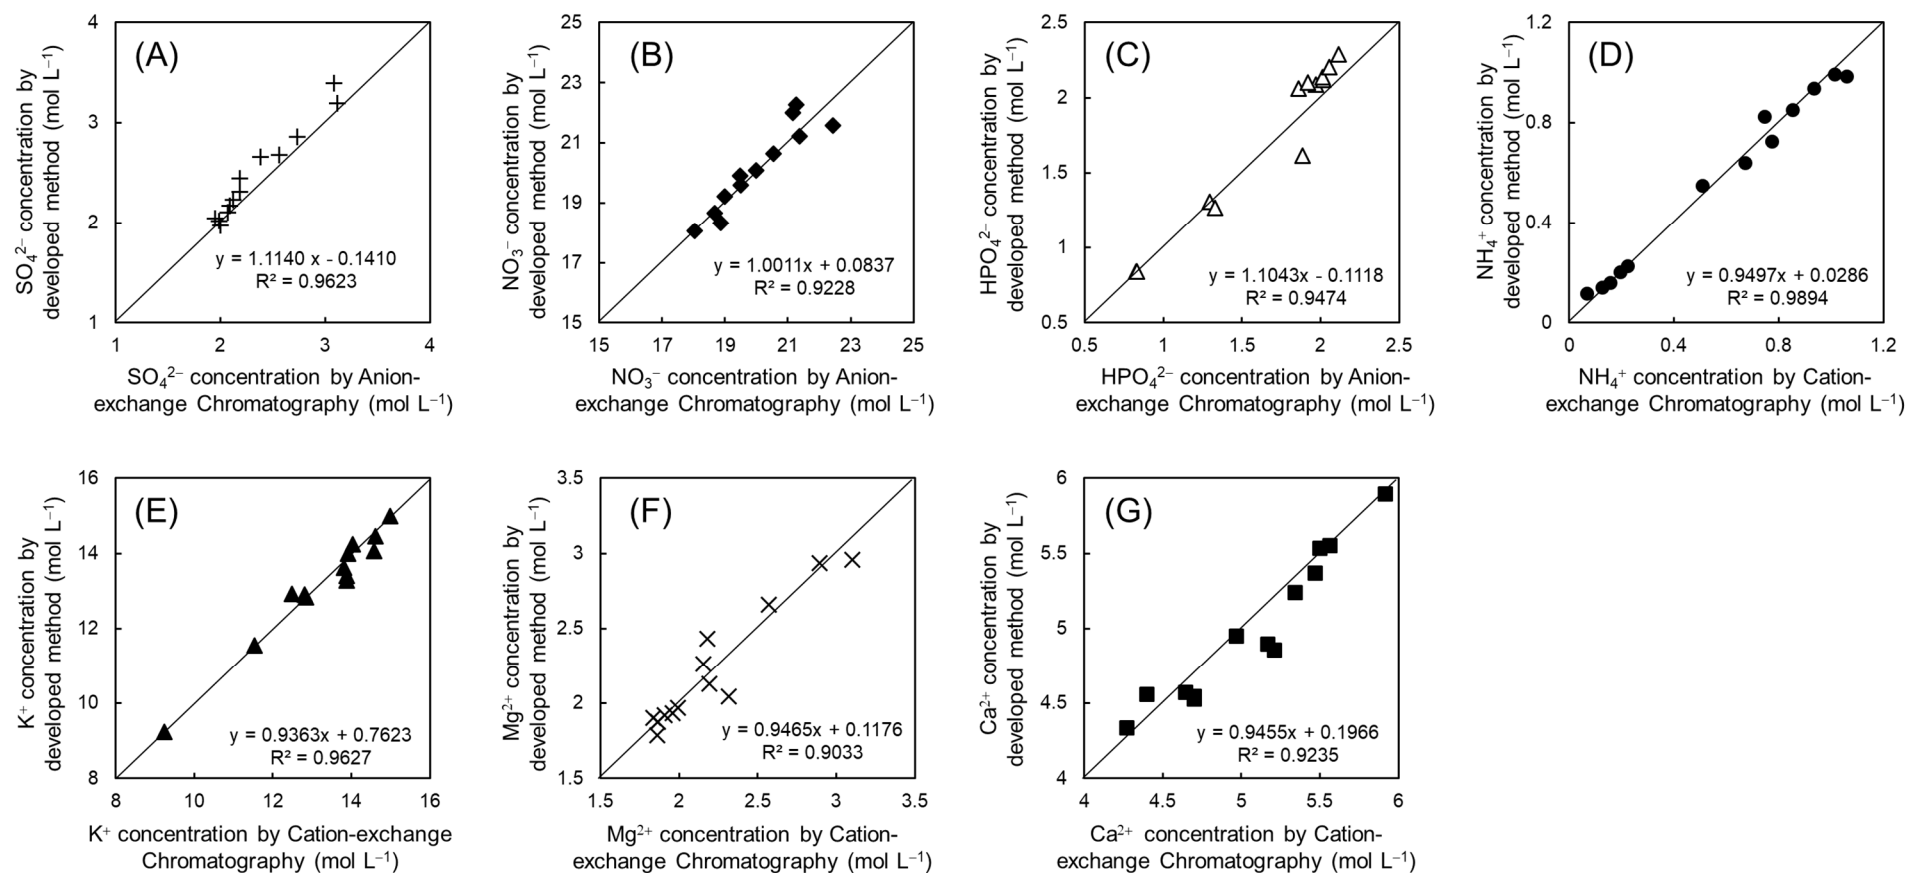 (A)
SO₄²⁻ concentration by
developed method (mol L⁻¹)
4
3
2
1
y = 1.1140 x - 0.1410
R² = 0.9623
1 2 3 4
SO₄²⁻ concentration by Anion-
exchange Chromatography (mol L⁻¹)
(B)
NO₃⁻ concentration by
developed method (mol L⁻¹)
25
23
21
19
17
15
y = 1.0011x + 0.0837
R² = 0.9228
15 17 19 21 23 25
NO₃⁻ concentration by Anion-
exchange Chromatography (mol L⁻¹)
(C)
HPO₄²⁻ concentration by
developed method (mol L⁻¹)
2.5
2
1.5
1
0.5
y = 1.1043x - 0.1118
R² = 0.9474
0.5 1 1.5 2 2.5
HPO₄²⁻ concentration by Anion-
exchange Chromatography (mol L⁻¹)
(D)
NH₄⁺ concentration by
developed method (mol L⁻¹)
1.2
0.8
0.4
0
y = 0.9497x + 0.0286
R² = 0.9894
0 0.4 0.8 1.2
NH₄⁺ concentration by Cation-
exchange Chromatography (mol L⁻¹)
(E)
K⁺ concentration by
developed method (mol L⁻¹)
16
14
12
10
8
y = 0.9363x + 0.7623
R² = 0.9627
8 10 12 14 16
K⁺ concentration by Cation-exchange
Chromatography (mol L⁻¹)
(F)
Mg²⁺ concentration by
developed method (mol L⁻¹)
3.5
3
2.5
2
1.5
y = 0.9465x + 0.1176
R² = 0.9033
1.5 2 2.5 3 3.5
Mg²⁺ concentration by Cation-
exchange Chromatography (mol L⁻¹)
(G)
Ca²⁺ concentration by
developed method (mol L⁻¹)
6
5.5
5
4.5
4
y = 0.9455x + 0.1966
R² = 0.9235
4 4.5 5 5.5 6
Ca²⁺ concentration by Cation-
exchange Chromatography (mol L⁻¹)